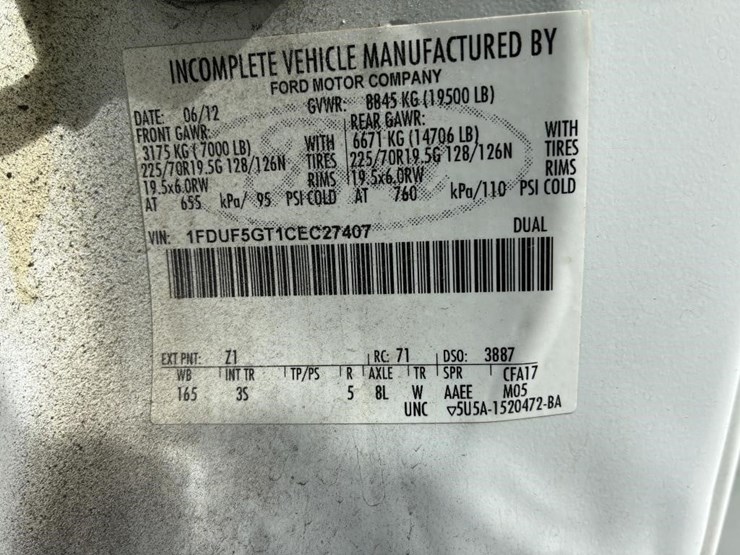 INCOMPLETE VEHICLE MANUFACTURED BY
FORD MOTOR COMPANY
DATE: 06/12 GVWR: 8845 KG (19500 LB)
FRONT GAWR: REAR GAWR:
3175 KG (7000 LB) WITH 6671 KG (14706 LB) WITH
225/70R19.5G 128/126N TIRES 225/70R19.5G 128/126N TIRES
19.5x6.0RW RIMS 19.5x6.0RW RIMS
AT 655 kPa/ 95 PSI COLD AT 760 kPa/110 PSI COLD
VIN: 1FDUF5GT1CEC27407 DUAL
EXT PNT: Z1 RC: 71 DSO: 3887
WB INT TR TP/PS R AXLE TR SPR CFA17
165 3S 5 8L W AAEE M05
UNC ▽5U5A-1520472-BA